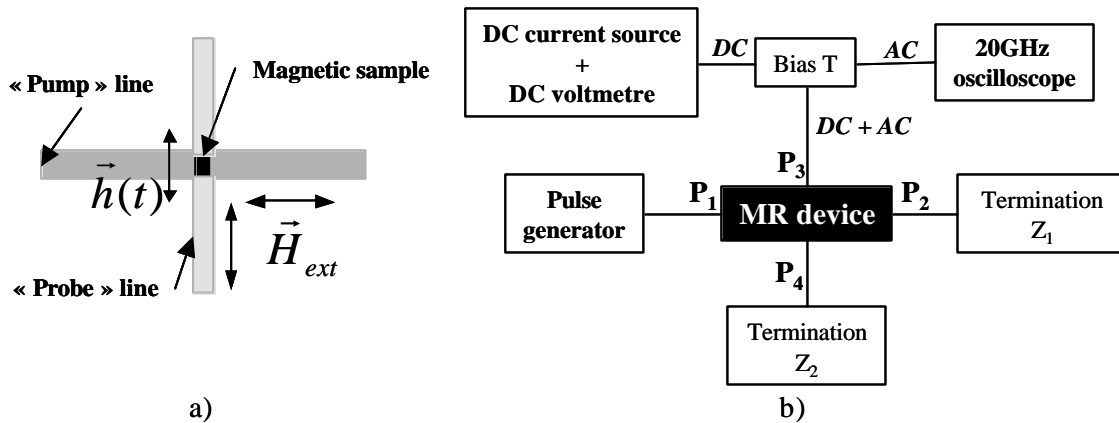 « Pump » line
Magnetic sample
h(t)
H ext
« Probe » line
a)
DC current source
+
DC voltmetre
DC
Bias T
AC
20GHz
oscilloscope
DC + AC
P3
Pulse
generator
P1
MR device
P2
Termination
Z1
P4
Termination
Z2
b)